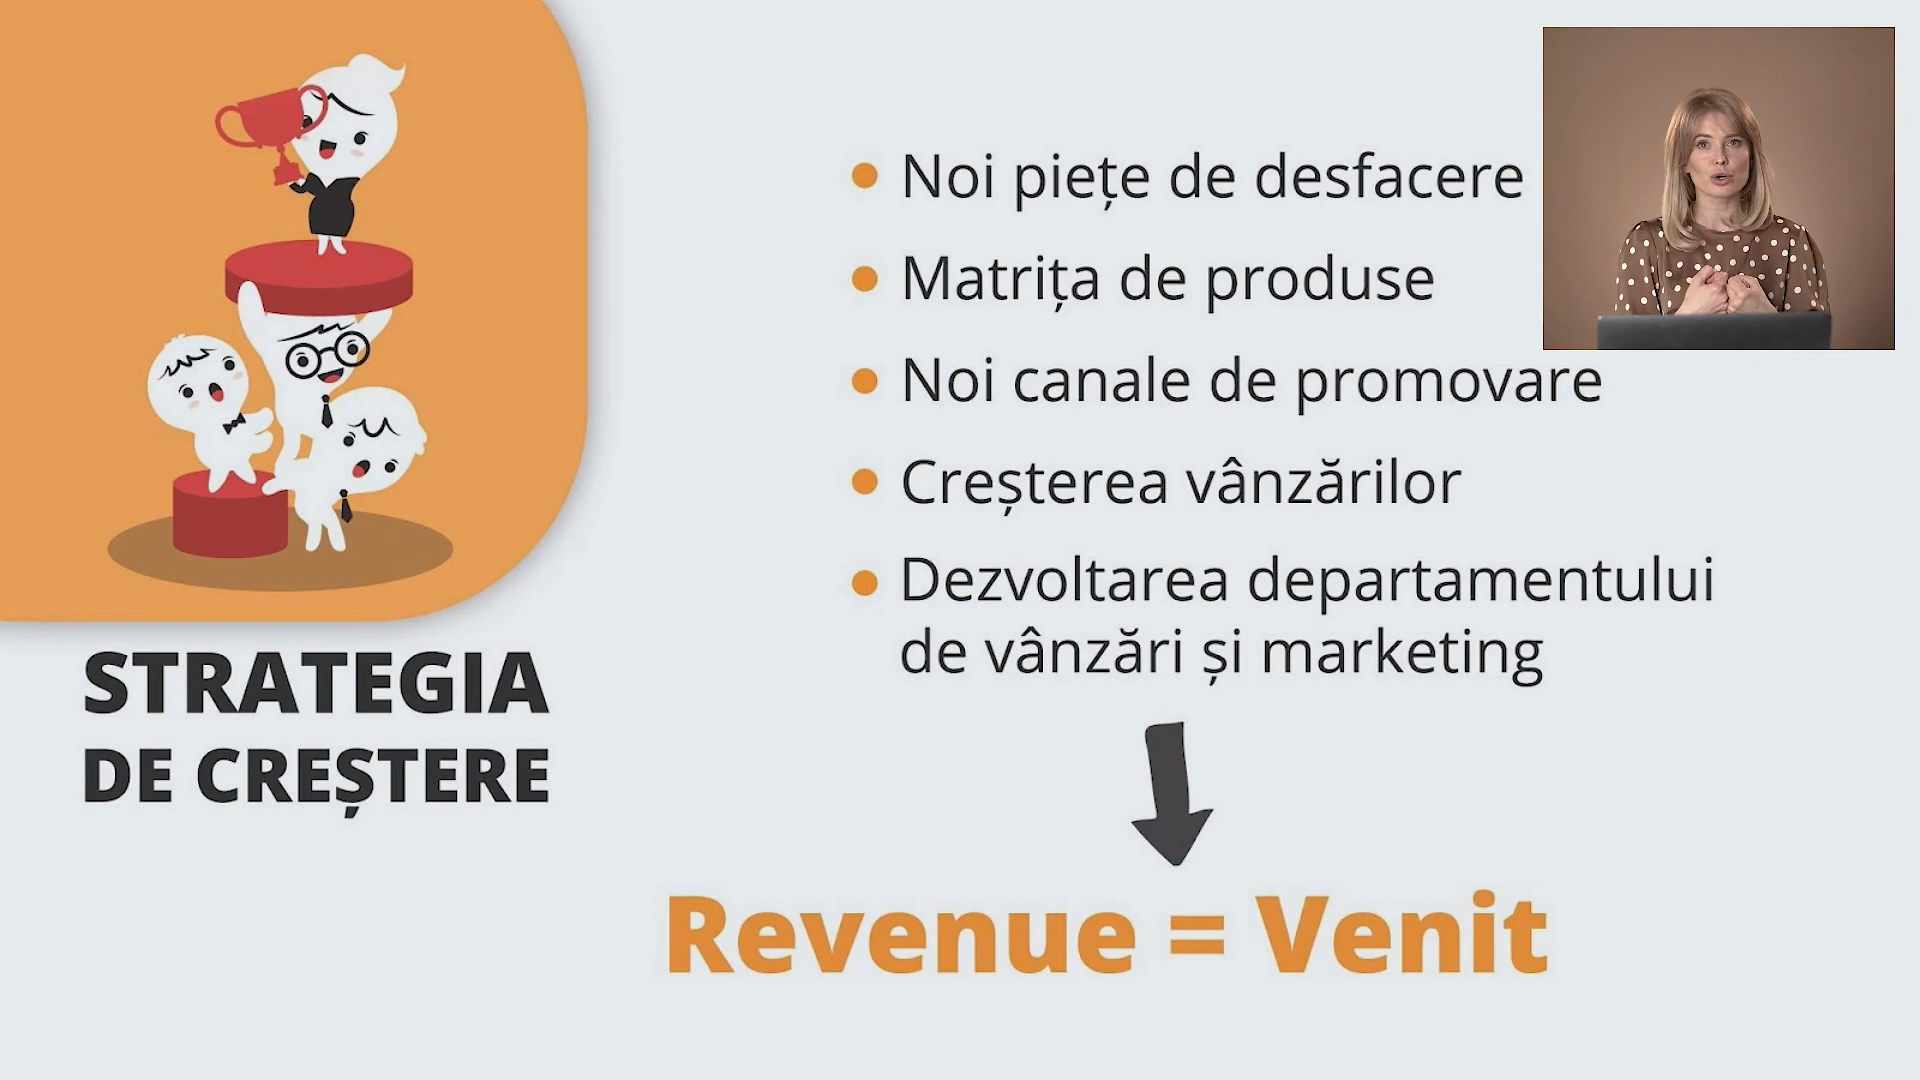 STRATEGIA
DE CREȘTERE
Noi piețe de desfacere
Matrița de produse
Noi canale de promovare
Creșterea vânzărilor
Dezvoltarea departamentului
de vânzări și marketing
Revenue = Venit